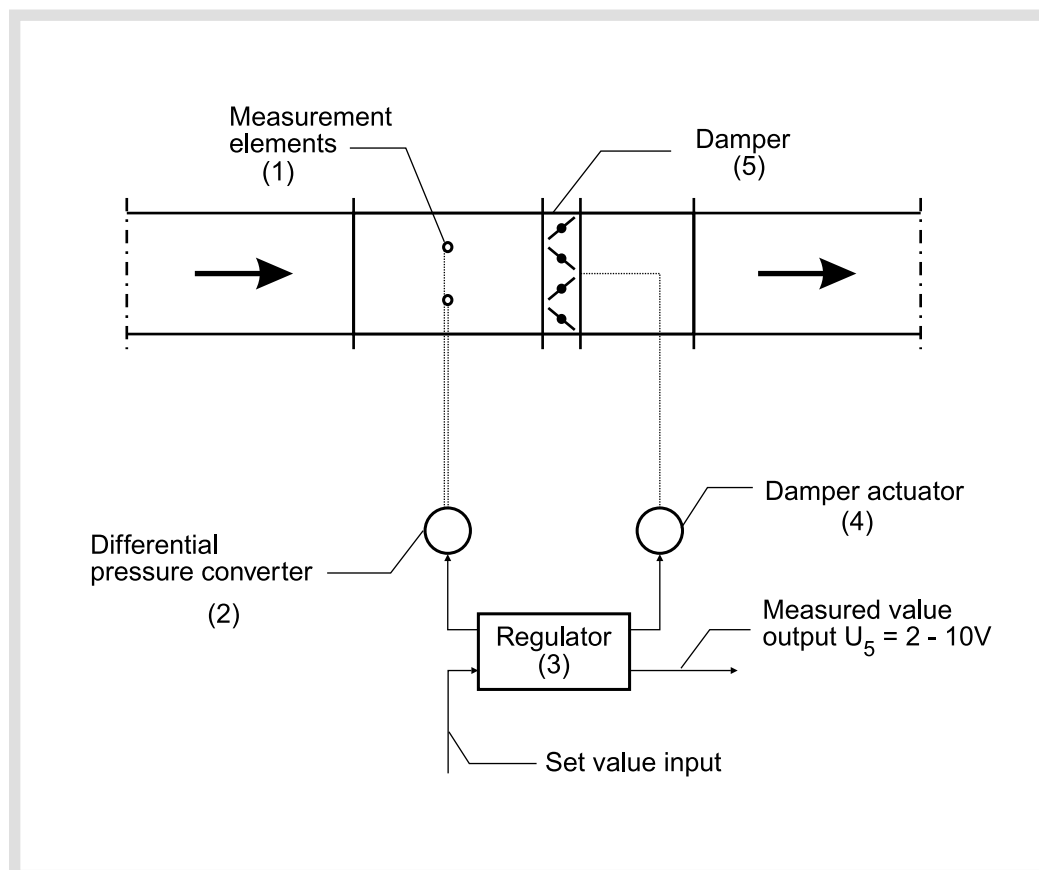 Measurement
elements
(1)
Damper
(5)
Damper actuator
(4)
Differential
pressure converter
(2)
Regulator
(3)
Measured value
output U5 = 2 - 10V
Set value input